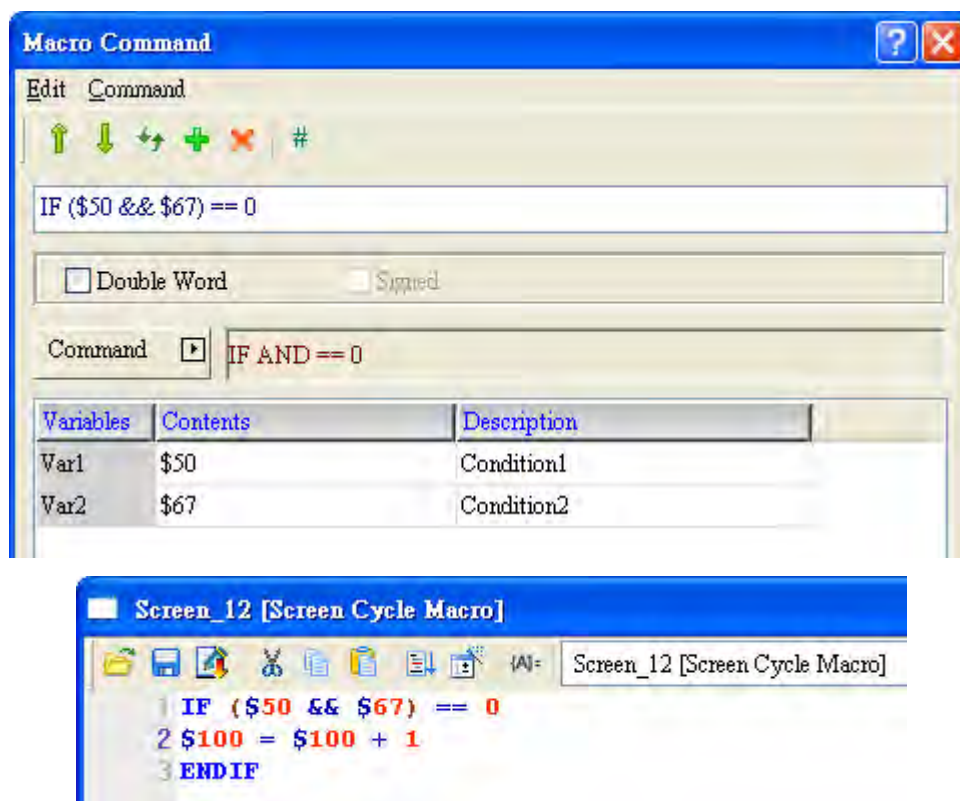 Macro Command
?
Edit Command
#
IF ($50 && $67) == 0
Double Word Signed
Command IF AND == 0
Variables Contents Description
Var1 $50 Condition1
Var2 $67 Condition2
Screen_12 [Screen Cycle Macro]
{A}= Screen_12 [Screen Cycle Macro]
1 IF ($50 && $67) == 0
2 $100 = $100 + 1
3 ENDIF